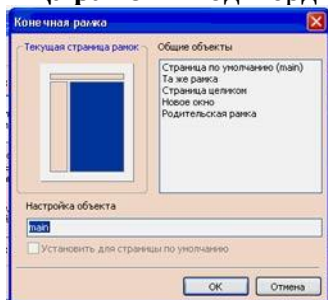 Конечная рамка
Текущая страница рамок
Общие объекты
Страница по умолчанию (main)
Та же рамка
Страница целиком
Новое окно
Родительская рамка
Настройка объекта
main
Установить для страницы по умолчанию
OK
Отмена